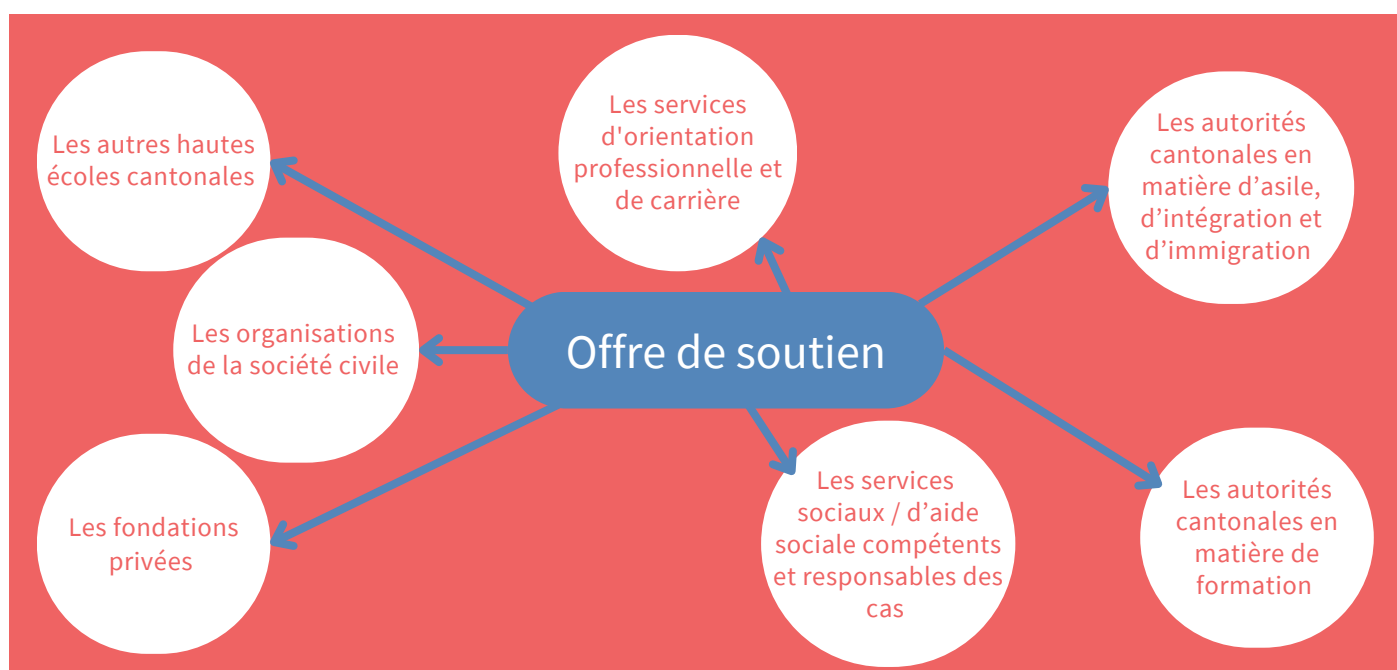 Les autres hautes
écoles cantonales
Les services
d'orientation
professionnelle et
de carrière
Les autorités
cantonales en
matière d’asile,
d’intégration et
d’immigration
Les organisations
de la société civile
Offre de soutien
Les fondations
privées
Les services
sociaux / d’aide
sociale compétents
et responsables des
cas
Les autorités
cantonales en
matière de
formation